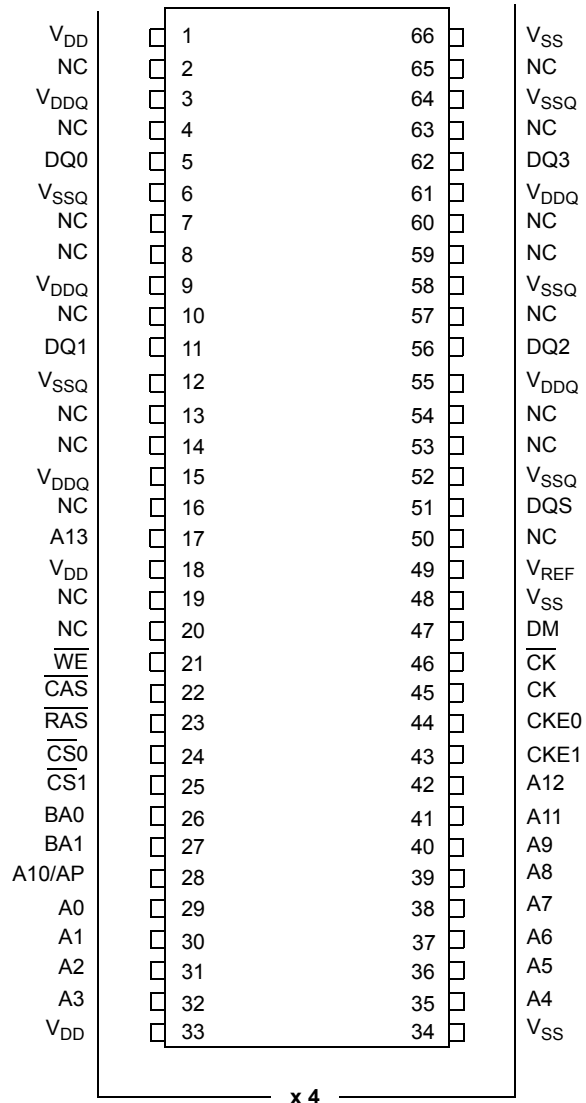 VDD 1 66 VSS
NC 2 65 NC
VDDQ 3 64 VSSQ
NC 4 63 NC
DQ0 5 62 DQ3
VSSQ 6 61 VDDQ
NC 7 60 NC
NC 8 59 NC
VDDQ 9 58 VSSQ
NC 10 57 NC
DQ1 11 56 DQ2
VSSQ 12 55 VDDQ
NC 13 54 NC
NC 14 53 NC
VDDQ 15 52 VSSQ
NC 16 51 DQS
A13 17 50 NC
VDD 18 49 VREF
NC 19 48 VSS
NC 20 47 DM
W̅E̅ 21 46 C̅K̅
C̅A̅S̅ 22 45 CK
R̅A̅S̅ 23 44 CKE0
C̅S̅0 24 43 CKE1
C̅S̅1 25 42 A12
BA0 26 41 A11
BA1 27 40 A9
A10/AP 28 39 A8
A0 29 38 A7
A1 30 37 A6
A2 31 36 A5
A3 32 35 A4
VDD 33 34 VSS
x 4